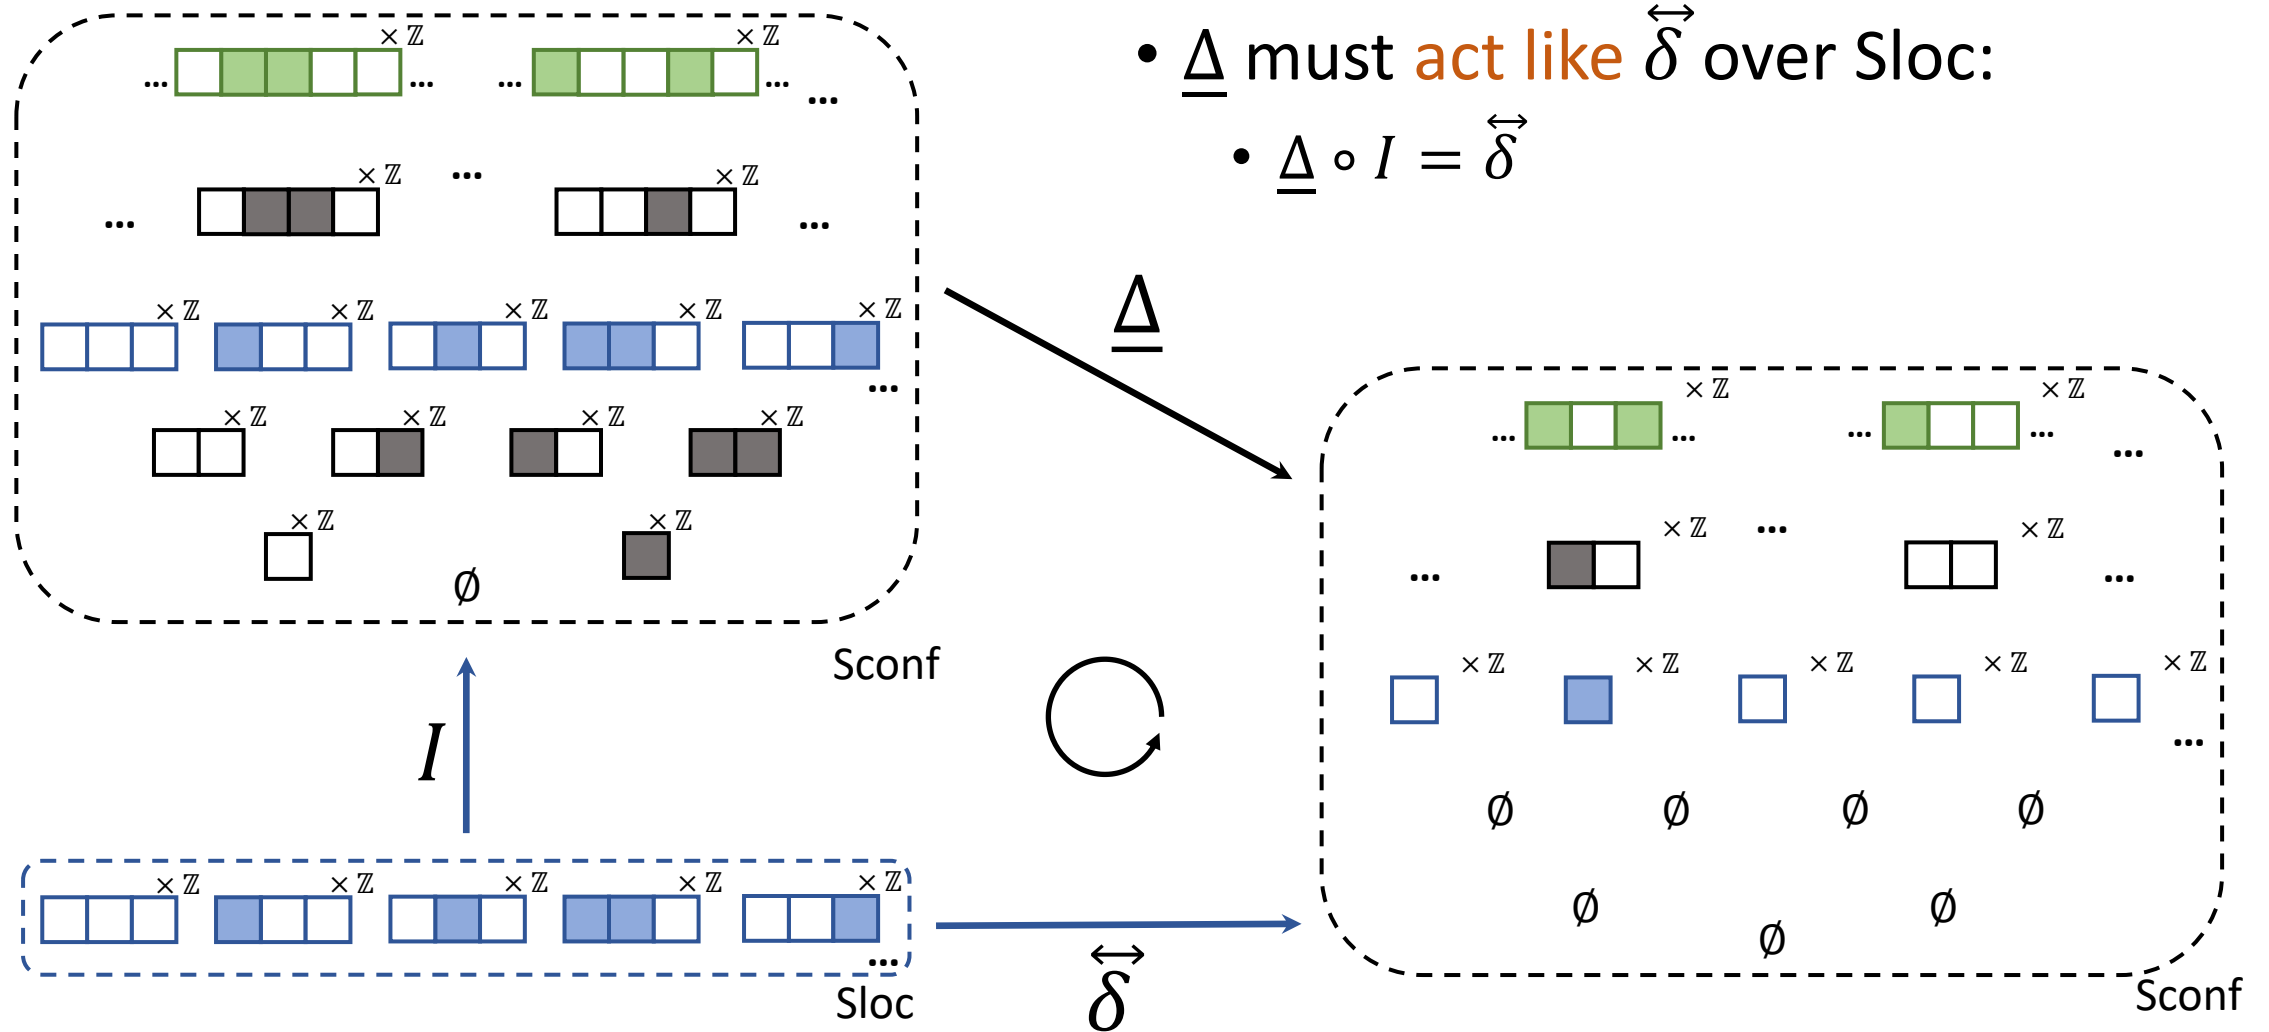 × ℤ × ℤ
... ... ... ... ...
× ℤ ... × ℤ
... ...
× ℤ × ℤ × ℤ × ℤ × ℤ
...
× ℤ × ℤ × ℤ × ℤ
× ℤ × ℤ
∅
Sconf
I
× ℤ × ℤ × ℤ × ℤ × ℤ
...
Sloc
• Δ must act like δ⃡ over Sloc:
• Δ ∘ I = δ⃡
Δ
δ⃡
× ℤ × ℤ
... ... ... ... ...
× ℤ ... × ℤ
... ...
× ℤ × ℤ × ℤ × ℤ × ℤ
...
∅ ∅ ∅ ∅
∅ ∅
∅
Sconf